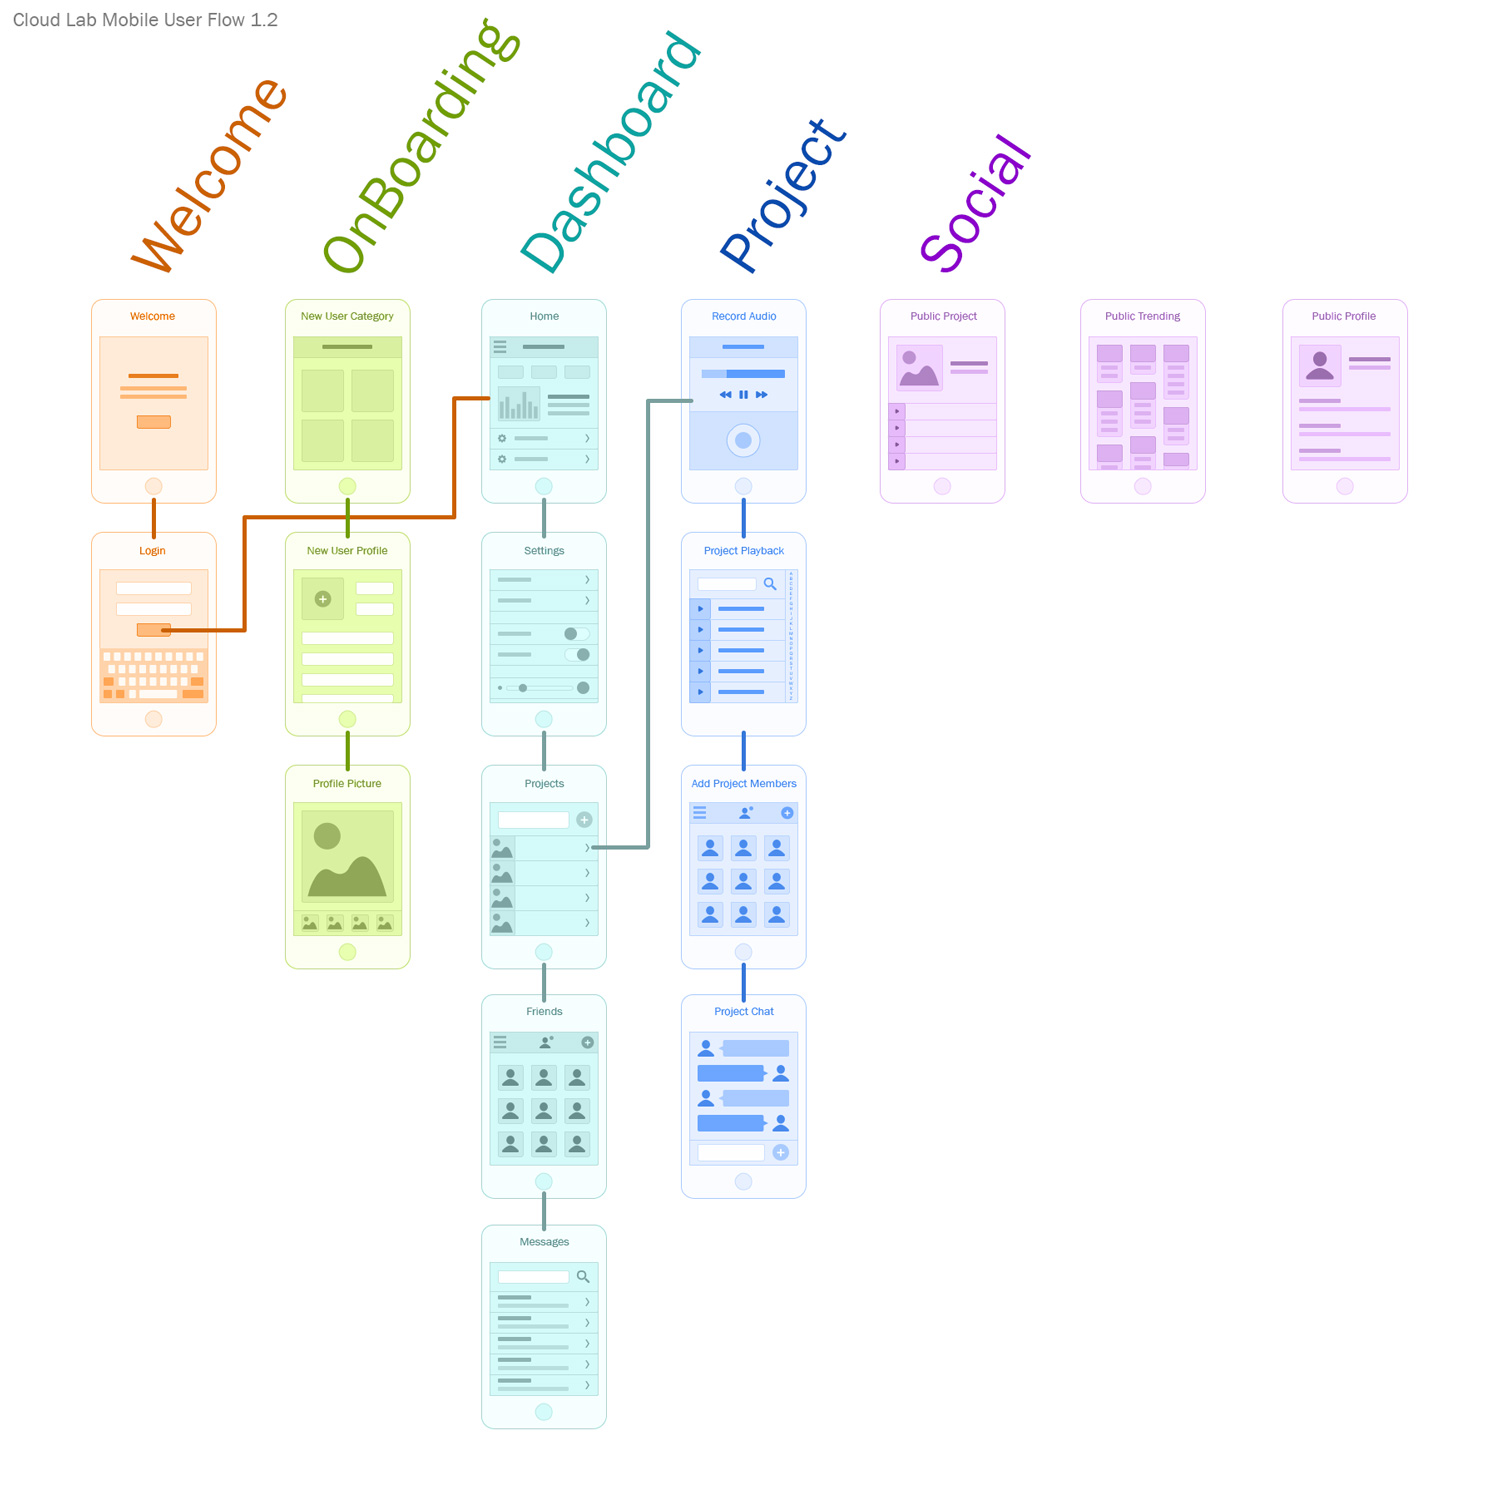 Cloud Lab Mobile User Flow 1.2
Welcome
OnBoarding
Dashboard
Project
Social
Welcome
New User Category
Home
Record Audio
Public Project
Public Trending
Public Profile
Login
New User Profile
Settings
Project Playback
Profile Picture
Projects
Add Project Members
Friends
Project Chat
Messages